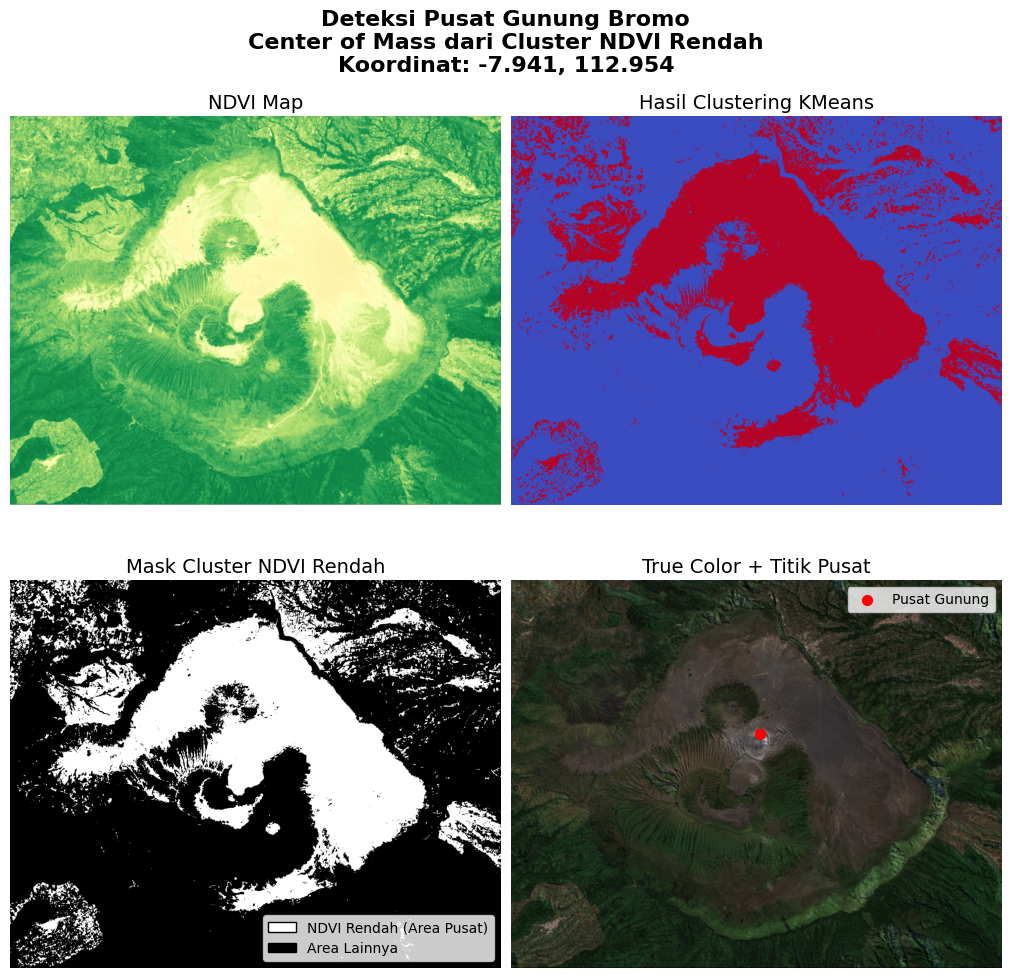 Deteksi Pusat Gunung Bromo
Center of Mass dari Cluster NDVI Rendah
Koordinat: -7.941, 112.954
NDVI Map
Hasil Clustering KMeans
Mask Cluster NDVI Rendah
NDVI Rendah (Area Pusat)
Area Lainnya
True Color + Titik Pusat
Pusat Gunung